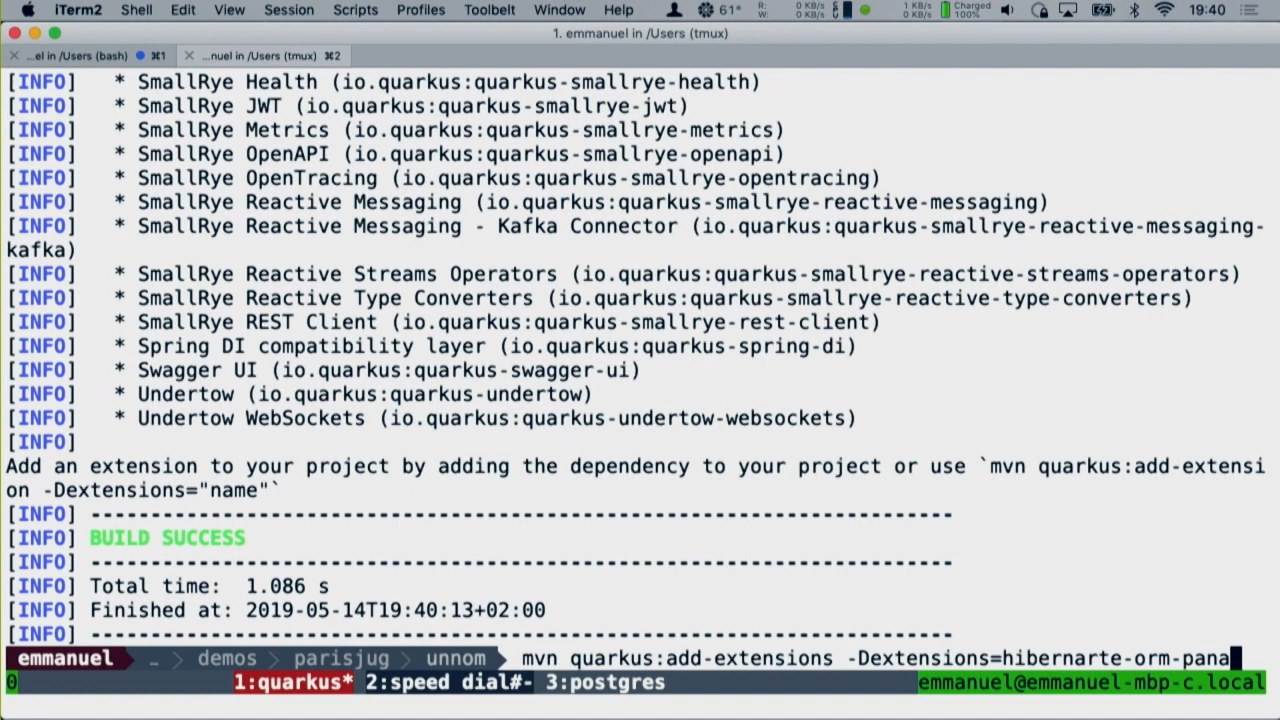 iTerm2 Shell Edit View Session Scripts Profiles Toolbelt Window Help 61° R: W: 0 KB/s 0 KB/s 1 KB/s 0 KB/s Charged 100% 19:40
1. emmanuel in /Users (tmux)
...el in /Users (bash) ⌘1 ...nuel in /Users (tmux) ⌘2
[INFO] * SmallRye Health (io.quarkus:quarkus-smallrye-health)
[INFO] * SmallRye JWT (io.quarkus:quarkus-smallrye-jwt)
[INFO] * SmallRye Metrics (io.quarkus:quarkus-smallrye-metrics)
[INFO] * SmallRye OpenAPI (io.quarkus:quarkus-smallrye-openapi)
[INFO] * SmallRye OpenTracing (io.quarkus:quarkus-smallrye-opentracing)
[INFO] * SmallRye Reactive Messaging (io.quarkus:quarkus-smallrye-reactive-messaging)
[INFO] * SmallRye Reactive Messaging - Kafka Connector (io.quarkus:quarkus-smallrye-reactive-messaging-
kafka)
[INFO] * SmallRye Reactive Streams Operators (io.quarkus:quarkus-smallrye-reactive-streams-operators)
[INFO] * SmallRye Reactive Type Converters (io.quarkus:quarkus-smallrye-reactive-type-converters)
[INFO] * SmallRye REST Client (io.quarkus:quarkus-smallrye-rest-client)
[INFO] * Spring DI compatibility layer (io.quarkus:quarkus-spring-di)
[INFO] * Swagger UI (io.quarkus:quarkus-swagger-ui)
[INFO] * Undertow (io.quarkus:quarkus-undertow)
[INFO] * Undertow WebSockets (io.quarkus:quarkus-undertow-websockets)
[INFO]
Add an extension to your project by adding the dependency to your project or use `mvn quarkus:add-extensi
on -Dextensions="name"`
[INFO] ------------------------------------------------------------------------
[INFO] BUILD SUCCESS
[INFO] ------------------------------------------------------------------------
[INFO] Total time:  1.086 s
[INFO] Finished at: 2019-05-14T19:40:13+02:00
[INFO] ------------------------------------------------------------------------
emmanuel … demos parisjug unnom mvn quarkus:add-extensions -Dextensions=hibernarte-orm-pana
0 1:quarkus* 2:speed dial#- 3:postgres emmanuel@emmanuel-mbp-c.local